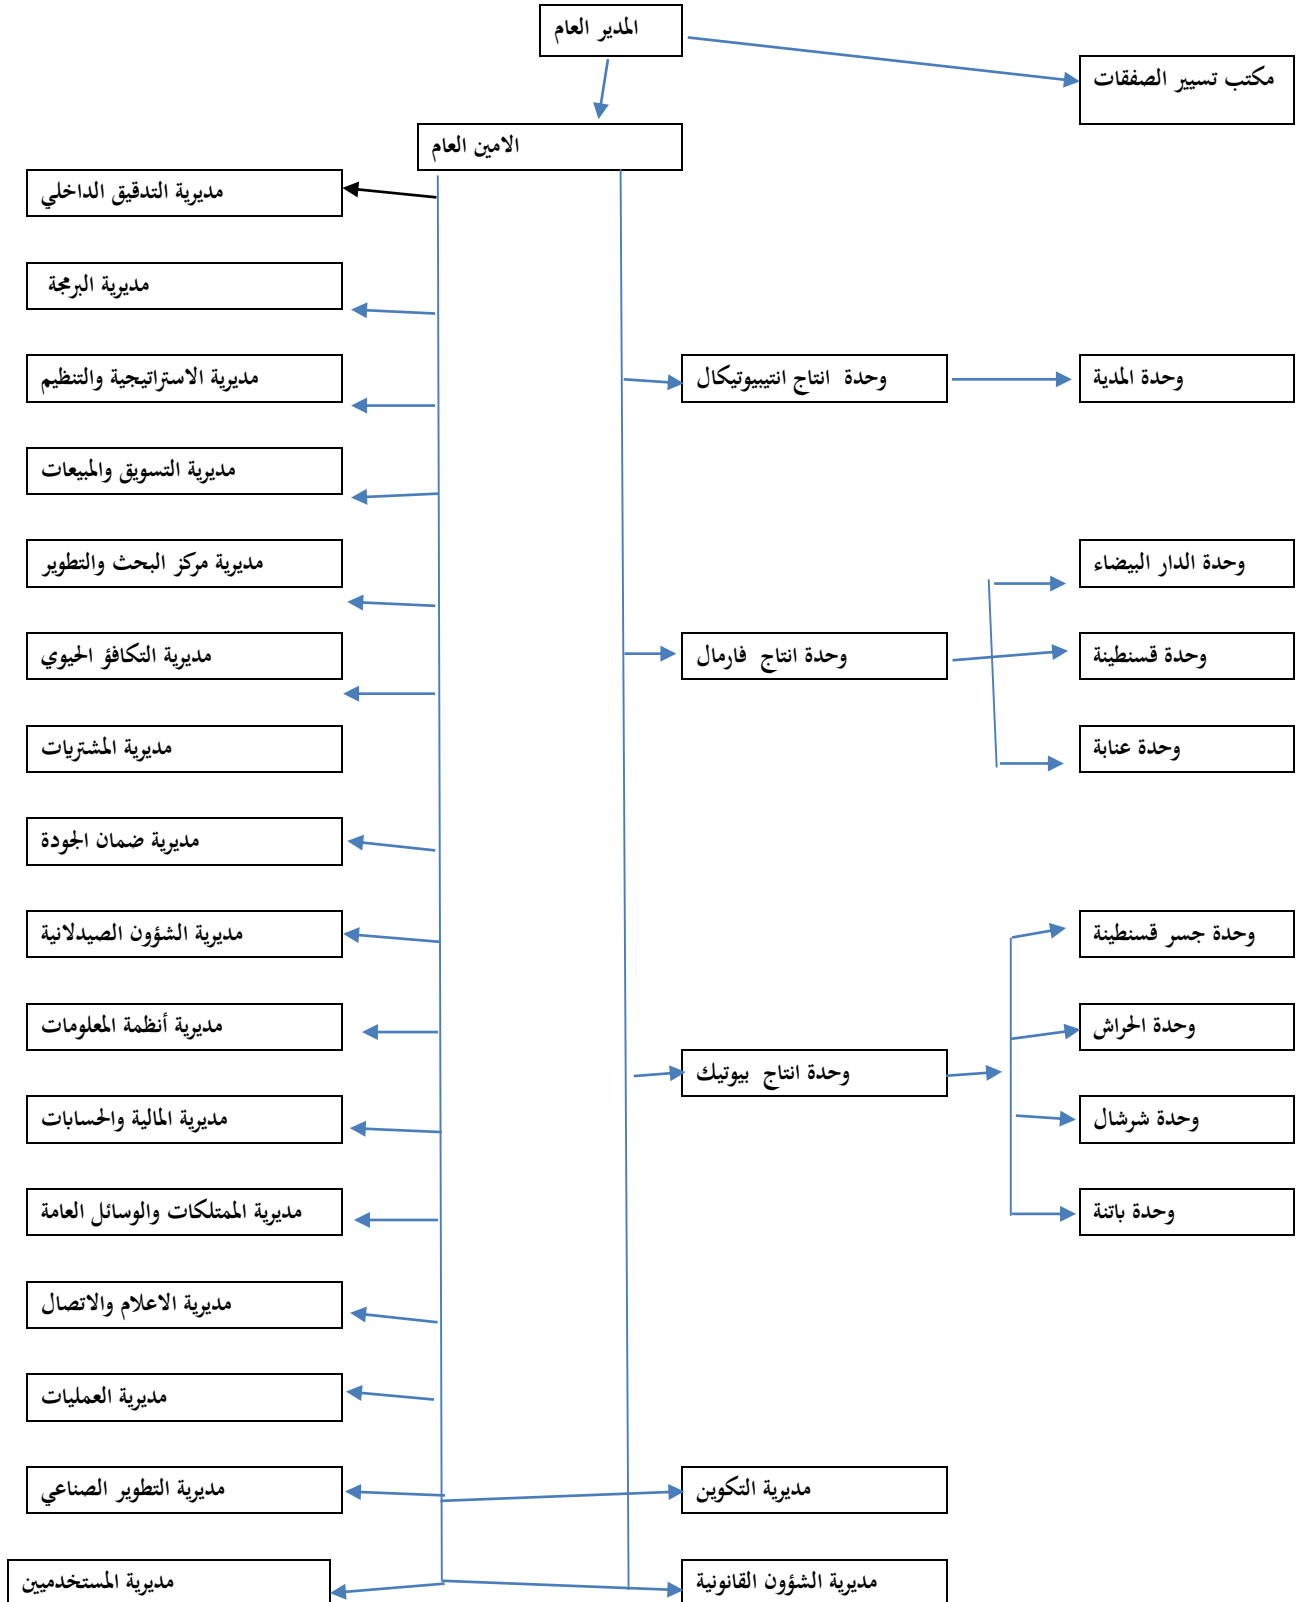 المدير العام
مكتب تسيير الصفقات
الامين العام
مديرية التدقيق الداخلي
مديرية البرمجة
مديرية الاستراتيجية والتنظيم
وحدة انتاج انتيبيوتيكال
وحدة المدية
مديرية التسويق والمبيعات
مديرية مركز البحث والتطوير
وحدة الدار البيضاء
مديرية التكافؤ الحيوي
وحدة انتاج فارمال
وحدة قسنطينة
مديرية المشتريات
وحدة عنابة
مديرية ضمان الجودة
مديرية الشؤون الصيدلانية
وحدة جسر قسنطينة
مديرية أنظمة المعلومات
وحدة الحراش
وحدة انتاج بيوتيك
مديرية المالية والحسابات
وحدة شرشال
مديرية الممتلكات والوسائل العامة
وحدة باتنة
مديرية الاعلام والاتصال
مديرية العمليات
مديرية التطوير الصناعي
مديرية التكوين
مديرية المستخدميين
مديرية الشؤون القانونية